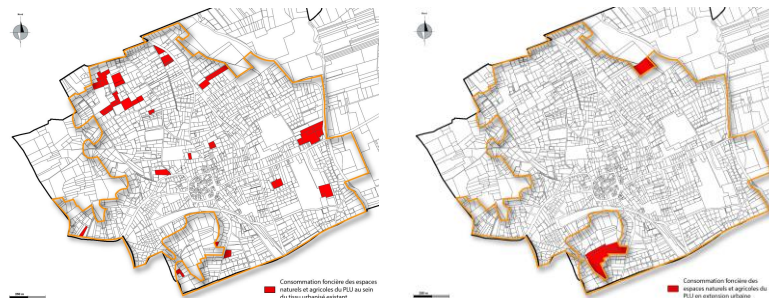 Consommation foncière des espaces
naturels et agricoles du PLU au sein
du tissu urbanisé existant
Consommation foncière des
espaces naturels et agricoles du
PLU en extension urbaine